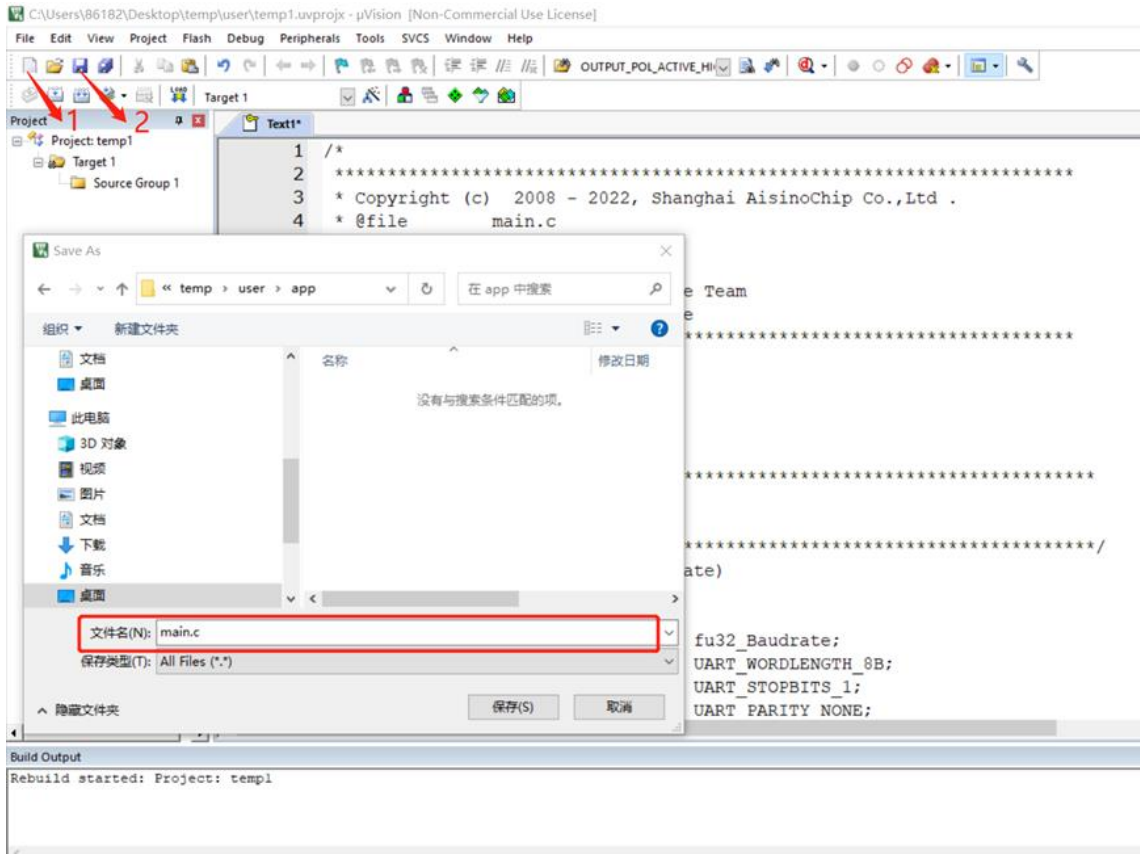 C:\Users\86182\Desktop\temp\user\temp1.uvprojx - µVision [Non-Commercial Use License]
File Edit View Project Flash Debug Peripherals Tools SVCS Window Help
OUTPUT_POL_ACTIVE_HI
LOAD Target 1
Project
1 2
Text1*
Project: temp1
Target 1
Source Group 1
1 /*
2 ***********************************************************************
3 * Copyright (c) 2008 - 2022, Shanghai AisinoChip Co.,Ltd .
4 * @file main.c
Save As
« temp › user › app
在 app 中搜索
e Team
组织 新建文件夹
e
*************************************
文档
名称 修改日期
桌面
没有与搜索条件匹配的项。
此电脑
3D 对象
视频
***************************************
图片
文档
下载
***************************************/
音乐
ate)
桌面
文件名(N): main.c
fu32_Baudrate;
保存类型(T): All Files (*.*)
UART_WORDLENGTH_8B;
UART_STOPBITS_1;
隐藏文件夹 保存(S) 取消
UART_PARITY_NONE;
Build Output
Rebuild started: Project: temp1